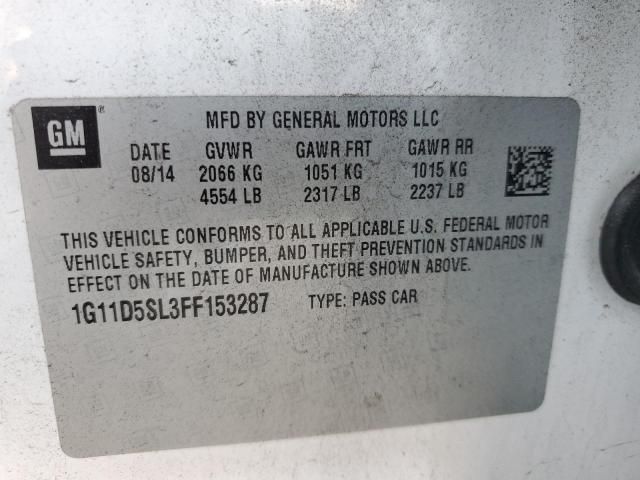 GM ®
MFD BY GENERAL MOTORS LLC
DATE GVWR GAWR FRT GAWR RR
08/14 2066 KG 1051 KG 1015 KG
4554 LB 2317 LB 2237 LB
THIS VEHICLE CONFORMS TO ALL APPLICABLE U.S. FEDERAL MOTOR
VEHICLE SAFETY, BUMPER, AND THEFT PREVENTION STANDARDS IN
EFFECT ON THE DATE OF MANUFACTURE SHOWN ABOVE.
1G11D5SL3FF153287 TYPE: PASS CAR